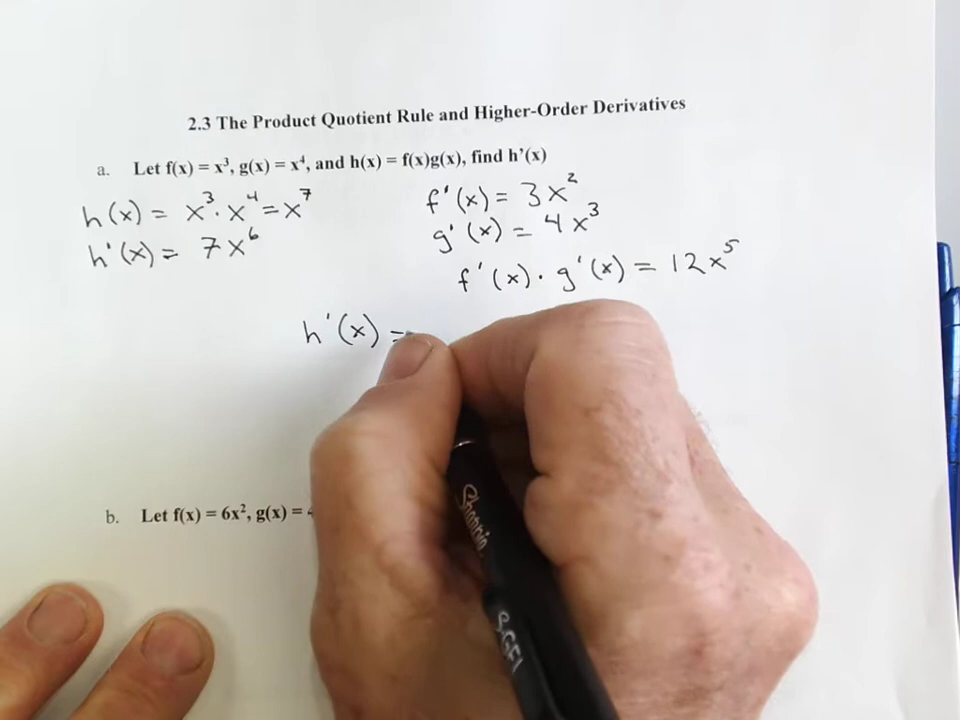 2.3 The Product Quotient Rule and Higher-Order Derivatives
a. Let f(x) = x³, g(x) = x⁴, and h(x) = f(x)g(x), find h’(x)
h(x) = x³ · x⁴ = x⁷
f'(x) = 3x²
h'(x) = 7x⁶
g'(x) = 4x³
f'(x) · g'(x) = 12x⁵
h'(x) =
b. Let f(x) = 6x², g(x) =
Sharpie
S·GEL